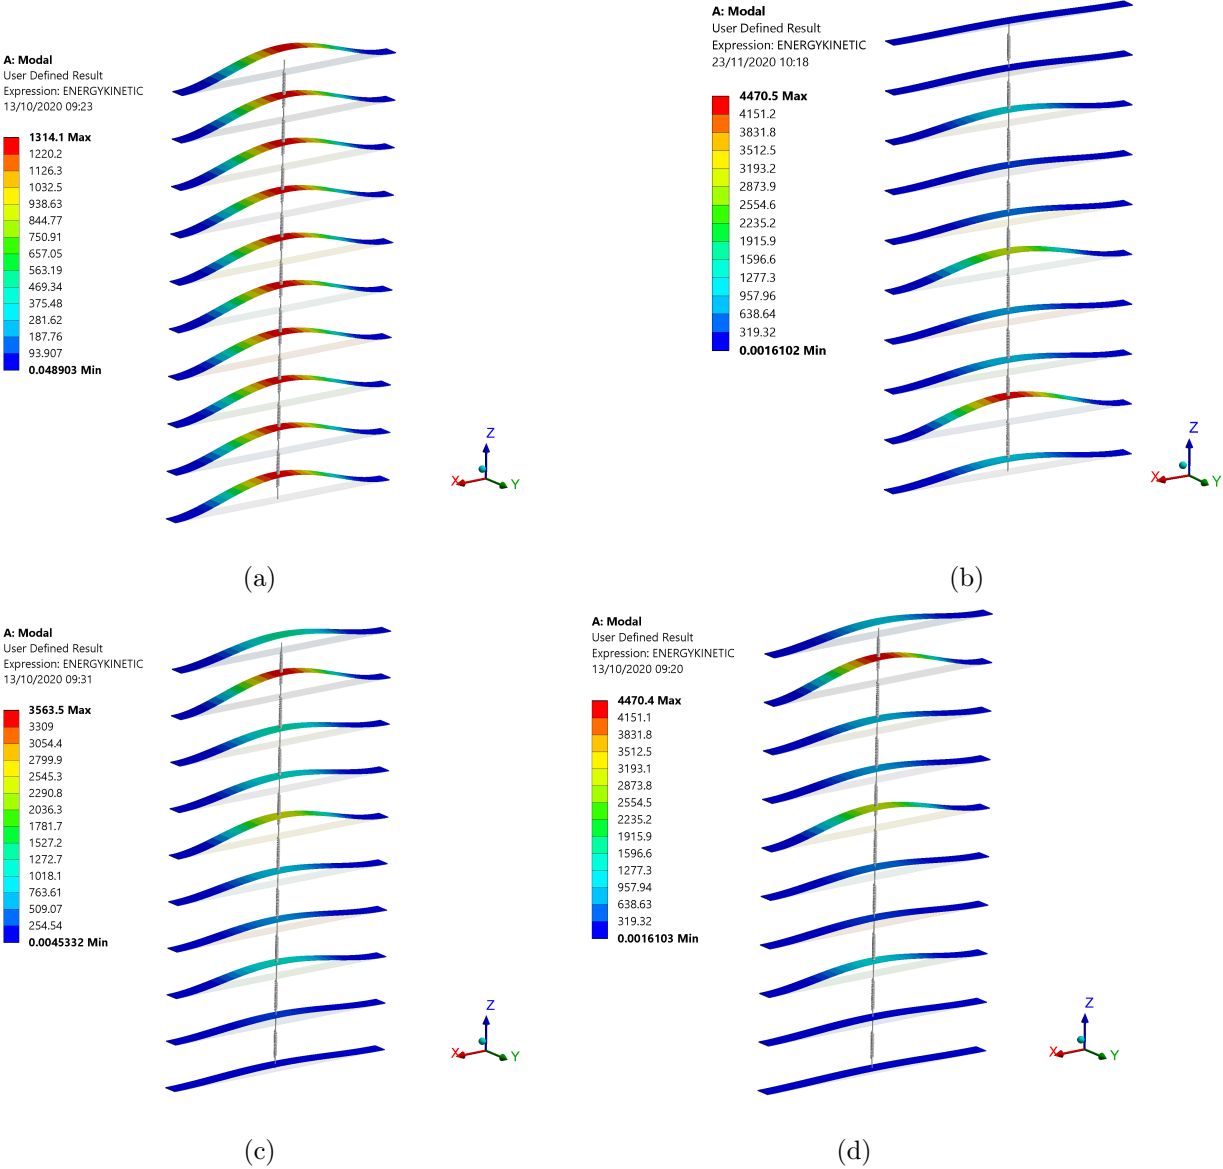 A: Modal
User Defined Result
Expression: ENERGYKINETIC
13/10/2020 09:23
1314.1 Max
1220.2
1126.3
1032.5
938.63
844.77
750.91
657.05
563.19
469.34
375.48
281.62
187.76
93.907
0.048903 Min
Z
X
Y
(a)
A: Modal
User Defined Result
Expression: ENERGYKINETIC
23/11/2020 10:18
4470.5 Max
4151.2
3831.8
3512.5
3193.2
2873.9
2554.6
2235.2
1915.9
1596.6
1277.3
957.96
638.64
319.32
0.0016102 Min
Z
X
Y
(b)
A: Modal
User Defined Result
Expression: ENERGYKINETIC
13/10/2020 09:31
3563.5 Max
3309
3054.4
2799.9
2545.3
2290.8
2036.3
1781.7
1527.2
1272.7
1018.1
763.61
509.07
254.54
0.0045332 Min
Z
X
Y
(c)
A: Modal
User Defined Result
Expression: ENERGYKINETIC
13/10/2020 09:20
4470.4 Max
4151.1
3831.8
3512.5
3193.1
2873.8
2554.5
2235.2
1915.9
1596.6
1277.3
957.94
638.63
319.32
0.0016103 Min
Z
X
Y
(d)